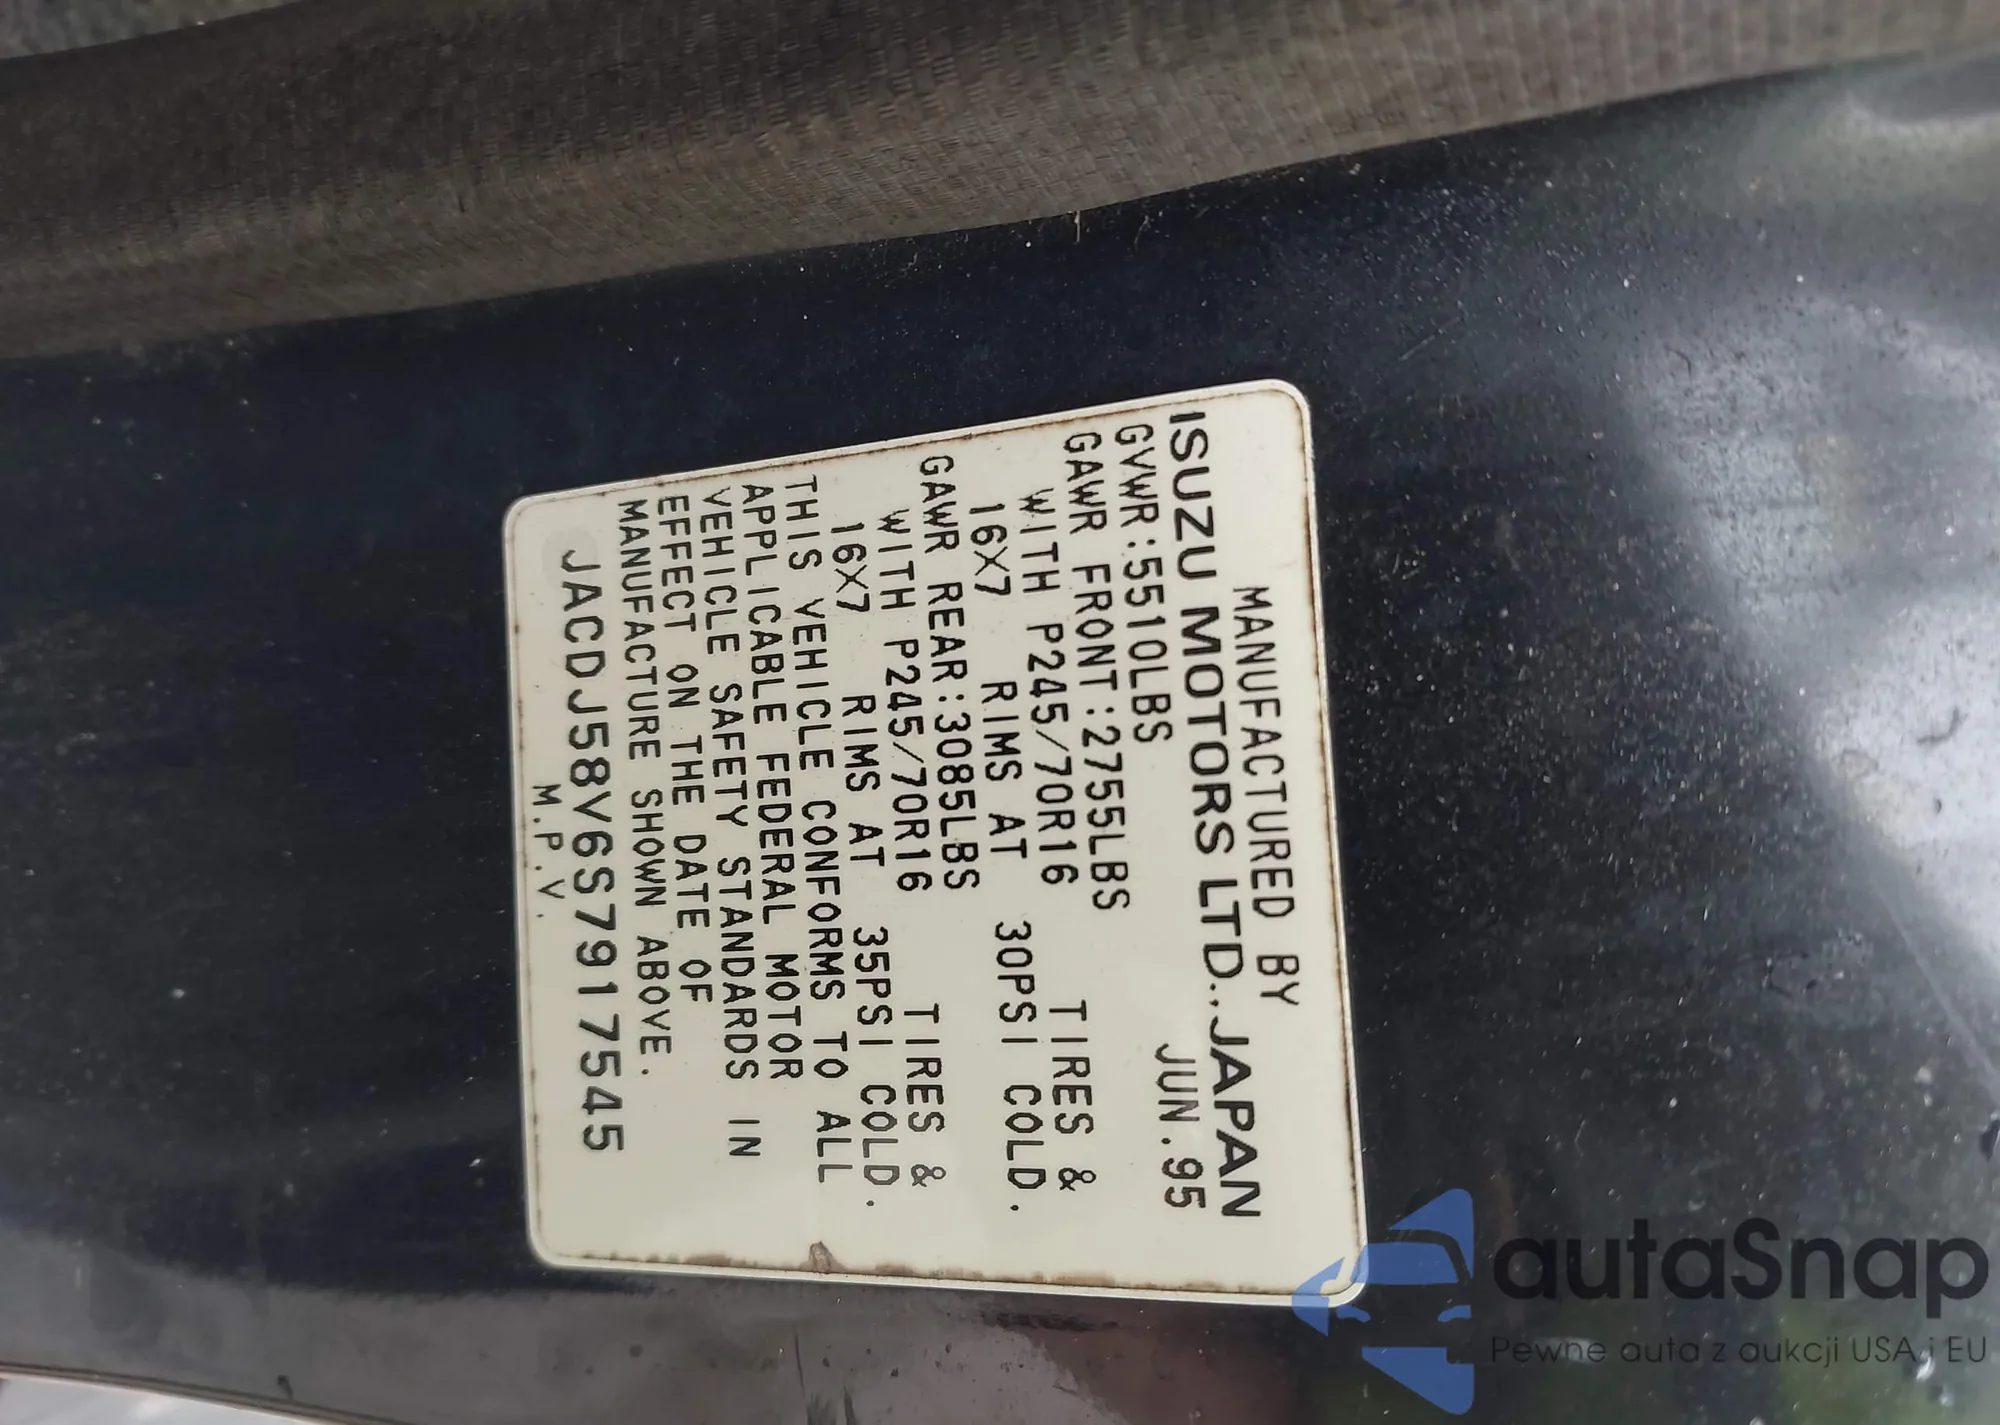 MANUFACTURED BY
ISUZU MOTORS LTD., JAPAN
GVWR:5510LBS JUN.95
GAWR FRONT:2755LBS
WITH P245/70R16 TIRES &
16X7 RIMS AT 30PSI COLD.
GAWR REAR:3085LBS
WITH P245/70R16 TIRES &
16X7 RIMS AT 35PSI COLD.
THIS VEHICLE CONFORMS TO ALL
APPLICABLE FEDERAL MOTOR
VEHICLE SAFETY STANDARDS IN
EFFECT ON THE DATE OF
MANUFACTURE SHOWN ABOVE.
JACDJ58V6S7917545
M.P.V.
autaSnap
Pewne auta z aukcji USA i EU